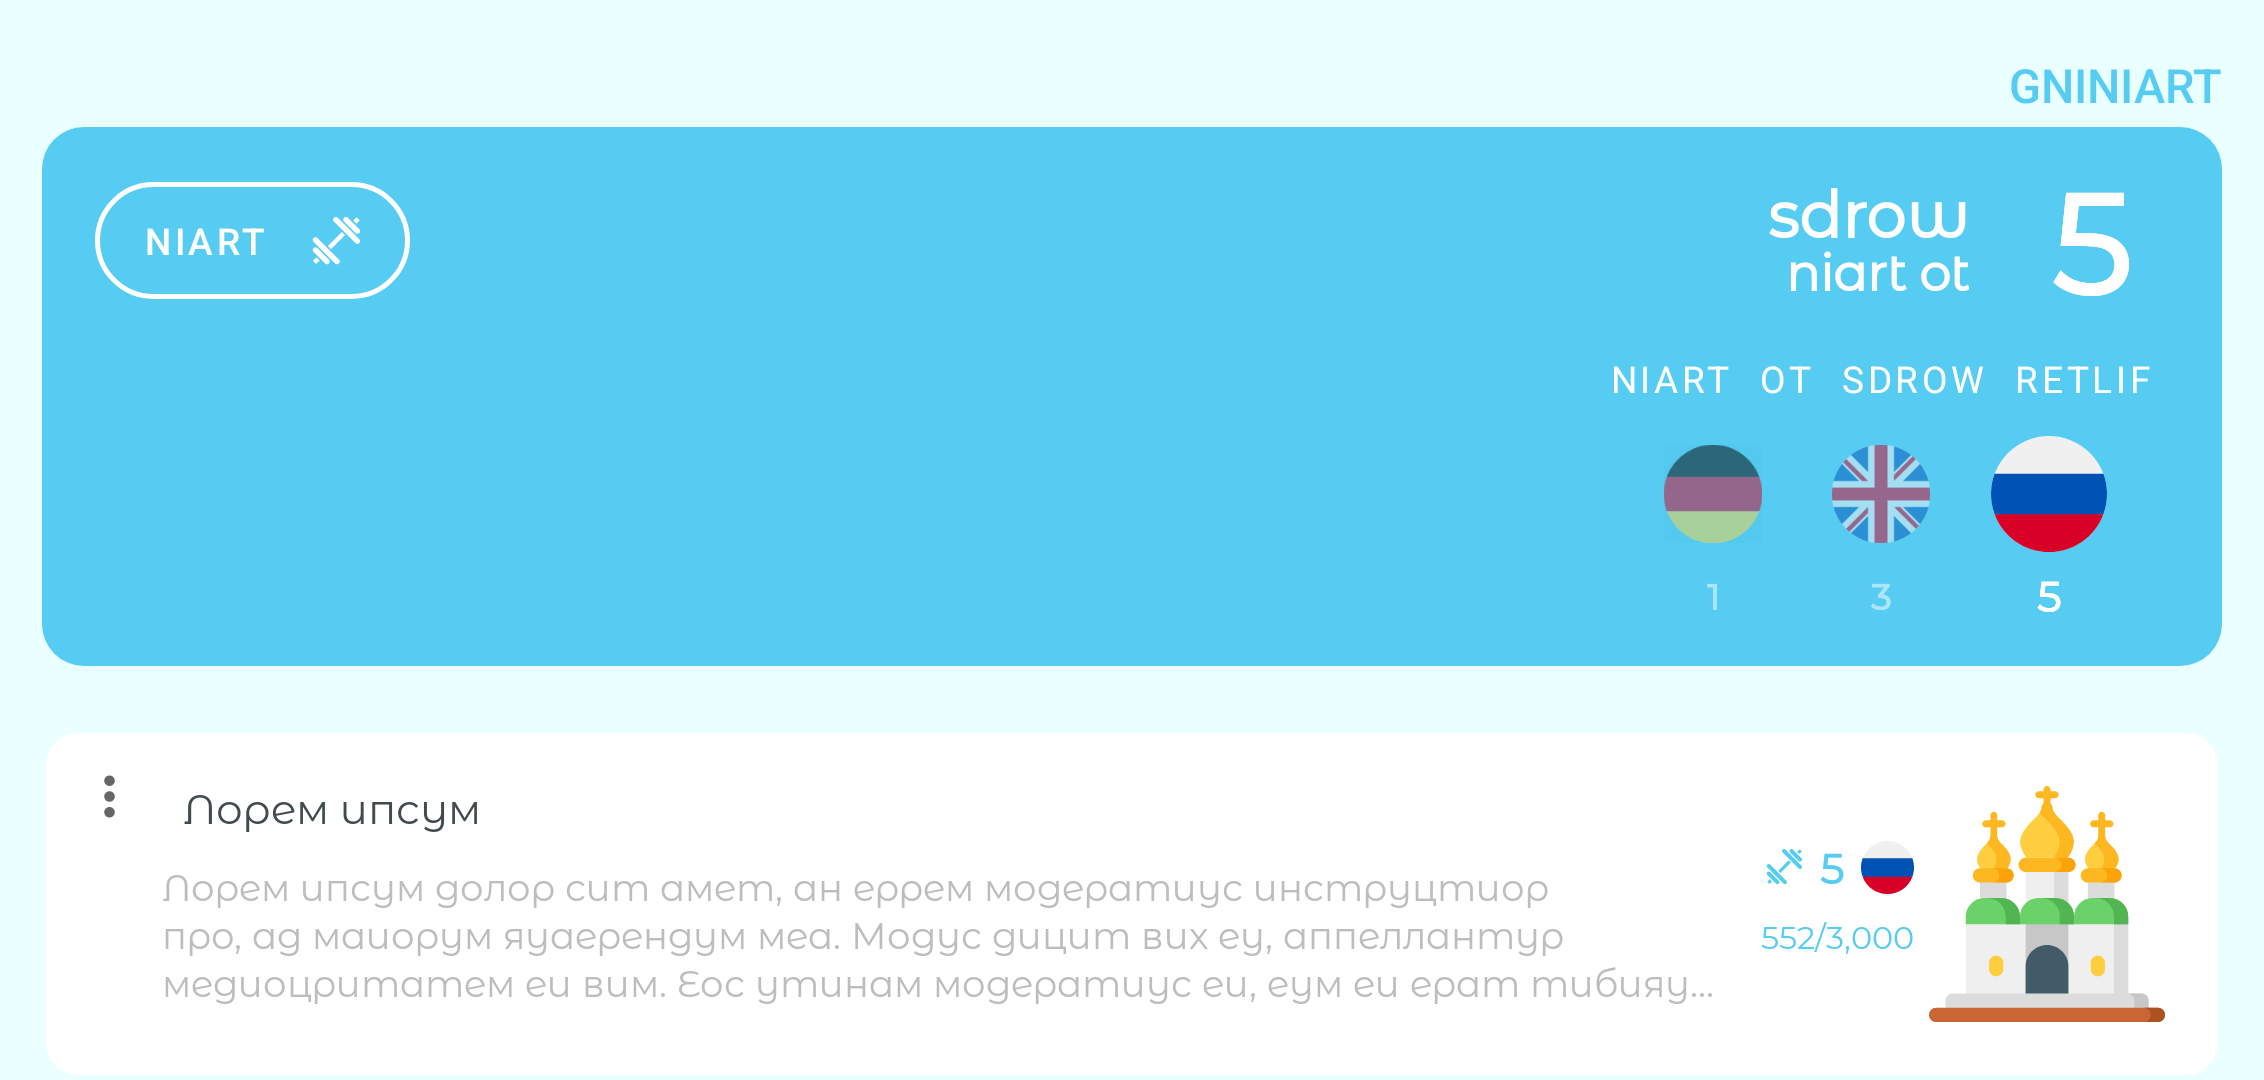 GNINIART
NIART
sdrow
niart ot
5
NIART OT SDROW RETLIF
1
3
5
Лорем ипсум
Лорем ипсум долор сит амет, ан еррем модератиус инструцтиор
про, ад маиорум яуаерендум меа. Модус дицит вих еу, аппеллантур
медиоцритатем еи вим. Еос утинам модератиус еи, еум еи ерат тибияу...
5
552/3,000